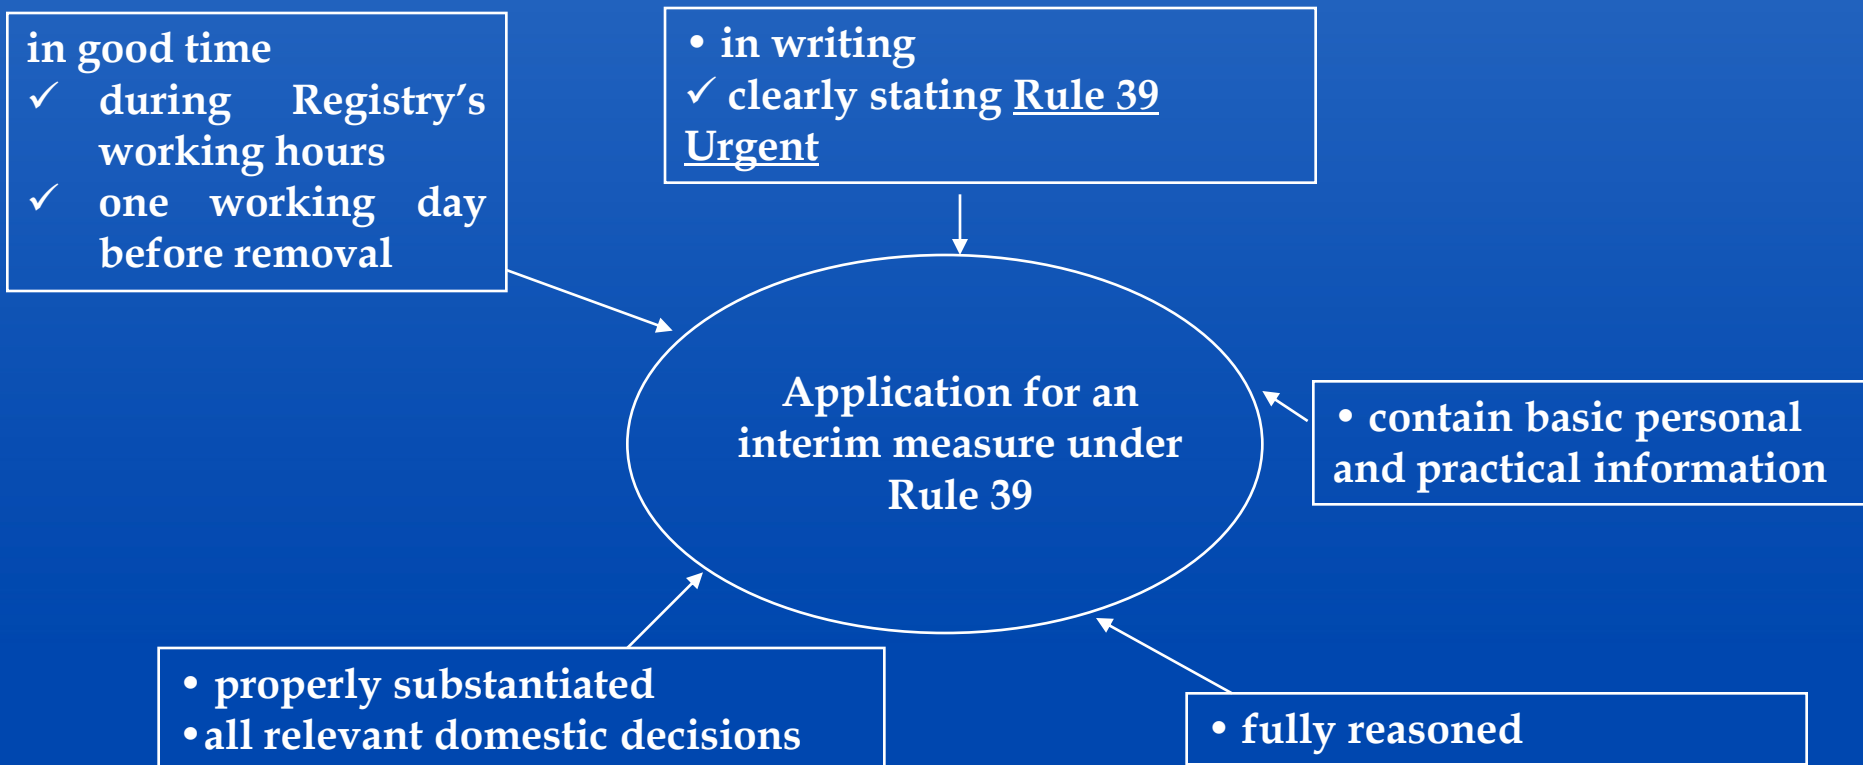 in good time
✓ during Registry's
working hours
✓ one working day
before removal
• in writing
✓ clearly stating Rule 39
Urgent
Application for an
interim measure under
Rule 39
• contain basic personal
and practical information
• properly substantiated
•all relevant domestic decisions
• fully reasoned